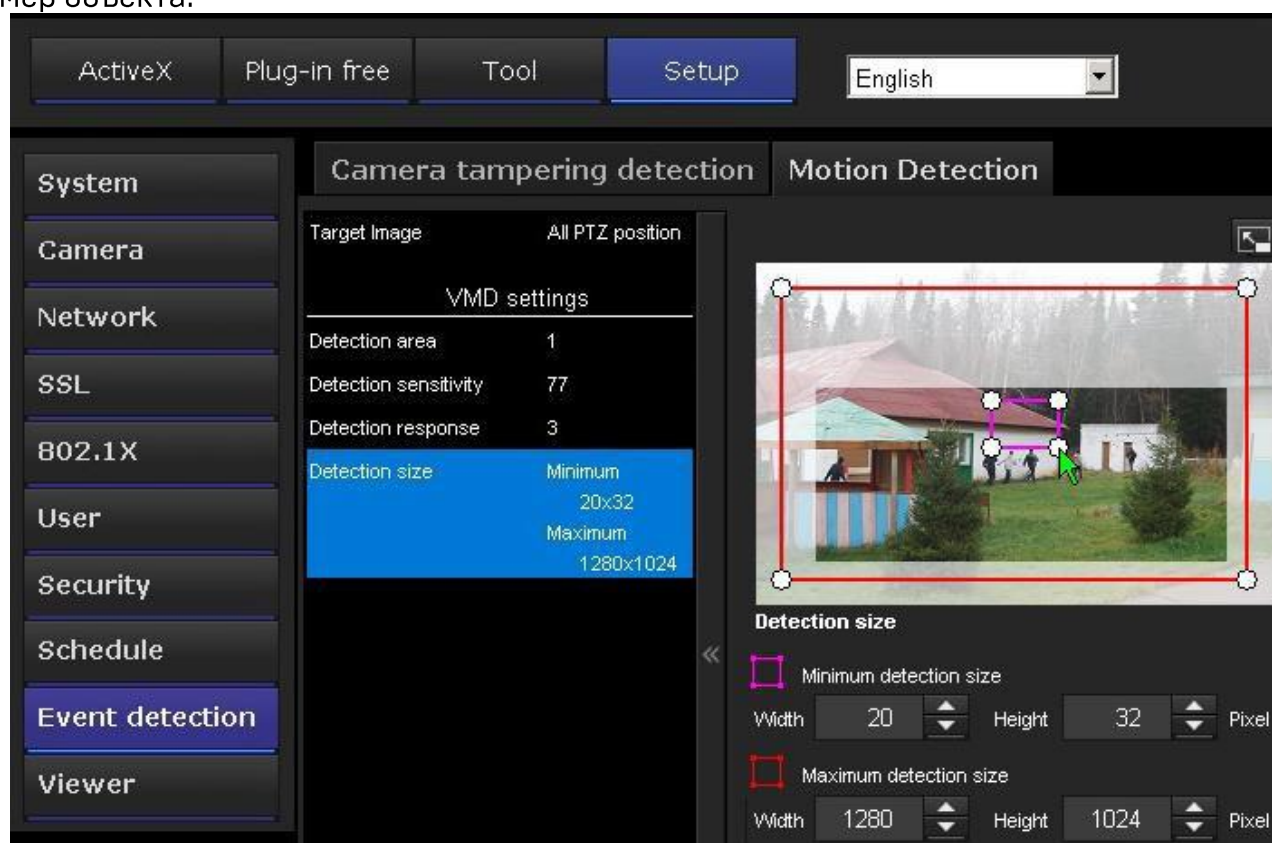 объекта.
ActiveX Plug-in free Tool Setup English
Camera tampering detection Motion Detection
System
Camera
Network
SSL
802.1X
User
Security
Schedule
Event detection
Viewer
Target Image All PTZ position
VMD settings
Detection area 1
Detection sensitivity 77
Detection response 3
Detection size Minimum
20x32
Maximum
1280x1024
«
Detection size
Minimum detection size
Width 20 Height 32 Pixel
Maximum detection size
Width 1280 Height 1024 Pixel